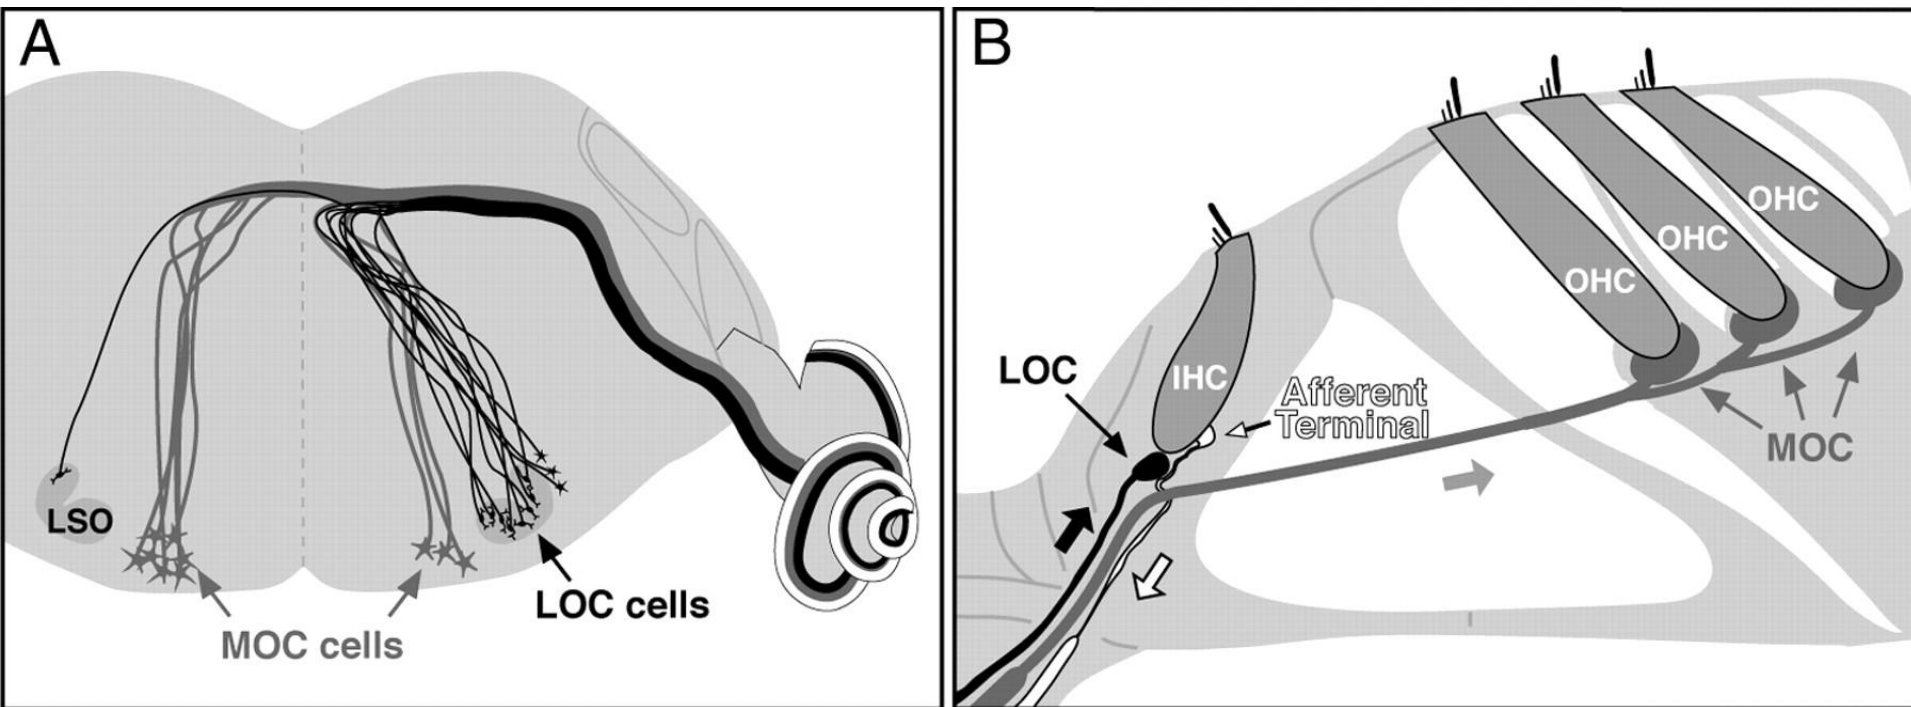 A
LSO
MOC cells
LOC cells
B
LOC
IHC
Afferent
Terminal
OHC
OHC
OHC
MOC